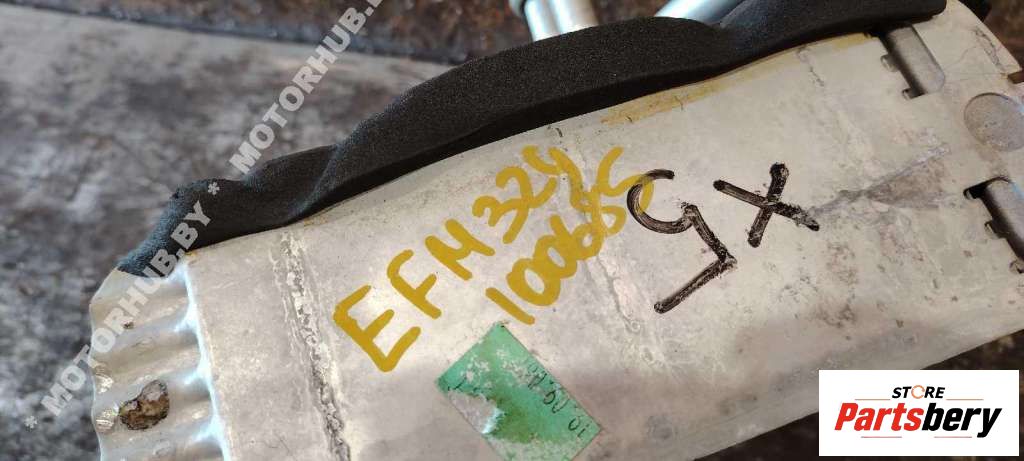 * MOTORHUB.BY * MOTORHUB.BY
EFM324
100685
X5
STORE
Partsbery